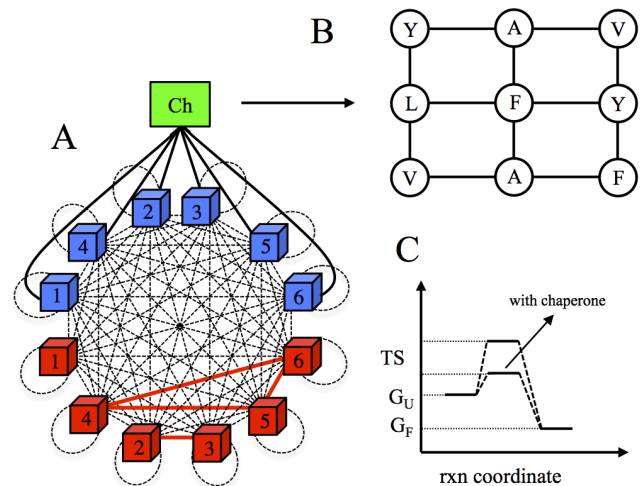 A
Ch
2
3
4
5
1
6
1
6
4
5
2
3
B
Y A V
L F Y
V A F
C
with chaperone
TS
G_U
G_F
rxn coordinate